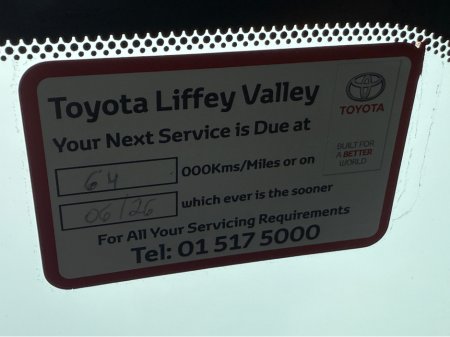 Toyota Liffey Valley
TOYOTA
Your Next Service is Due at
64 000Kms/Miles or on
06/26 which ever is the sooner
BUILT FOR
A BETTER
WORLD
For All Your Servicing Requirements
Tel: 01 517 5000